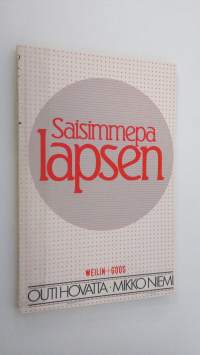 Saisimmepa
lapsen
WEILIN+GÖÖS
OUTI HOVATTA · MIKKO NIEMI